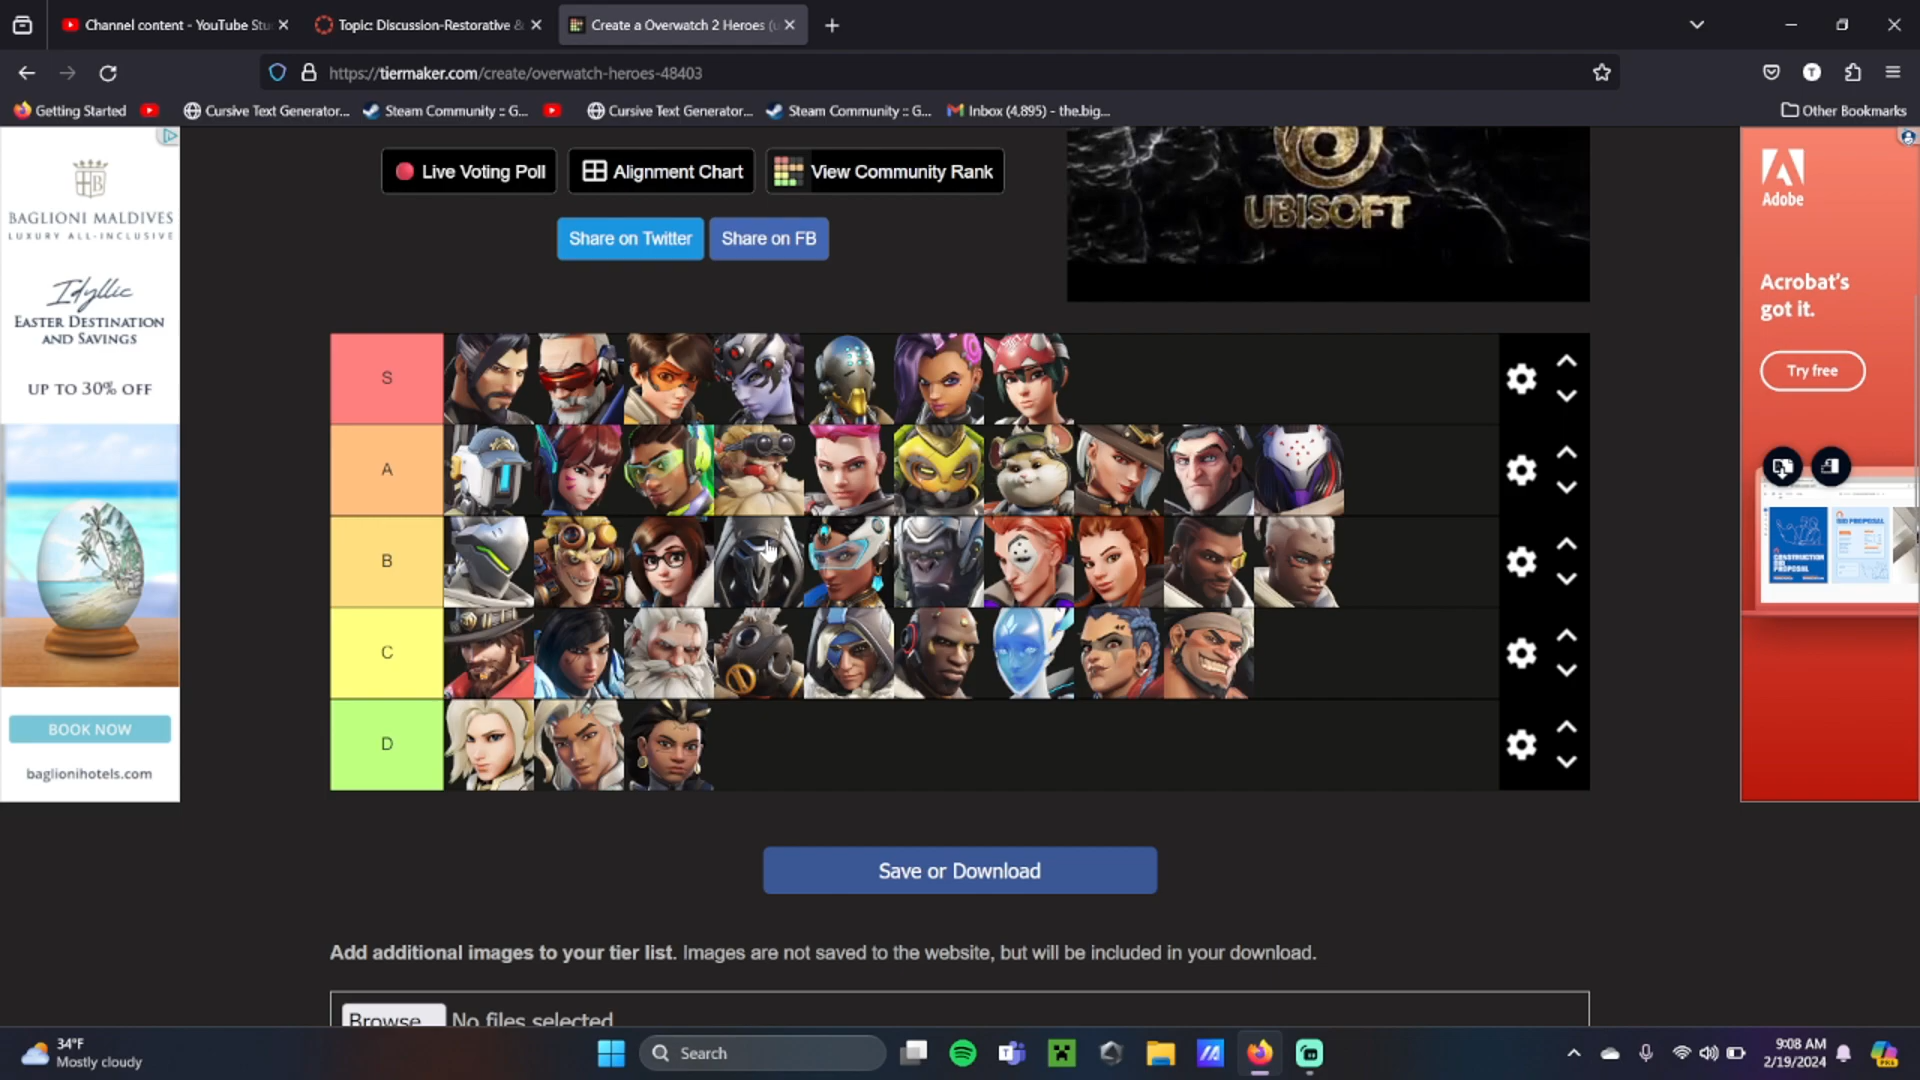 Channel content - YouTube Stu
Topic: Discussion-Restorative &
Create a Overwatch 2 Heroes (u
https://tiermaker.com/create/overwatch-heroes-48403
T
Getting Started
Cursive Text Generator...
Steam Community :: G...
Cursive Text Generator...
Steam Community :: G...
Inbox (4,895) - the.big...
Other Bookmarks
B
BAGLIONI MALDIVES
LUXURY ALL-INCLUSIVE
Idyllic
EASTER DESTINATION
AND SAVINGS
UP TO 30% OFF
BOOK NOW
baglionihotels.com
Live Voting Poll
Alignment Chart
View Community Rank
Share on Twitter
Share on FB
UBISOFT
Adobe
Acrobat's
got it.
Try free
CONSTRUCTION
BID
PROPOSAL
S
A
B
C
D
Save or Download
Add additional images to your tier list. Images are not saved to the website, but will be included in your download.
Browse...
No files selected
34°F
Mostly cloudy
Search
9:08 AM
2/19/2024